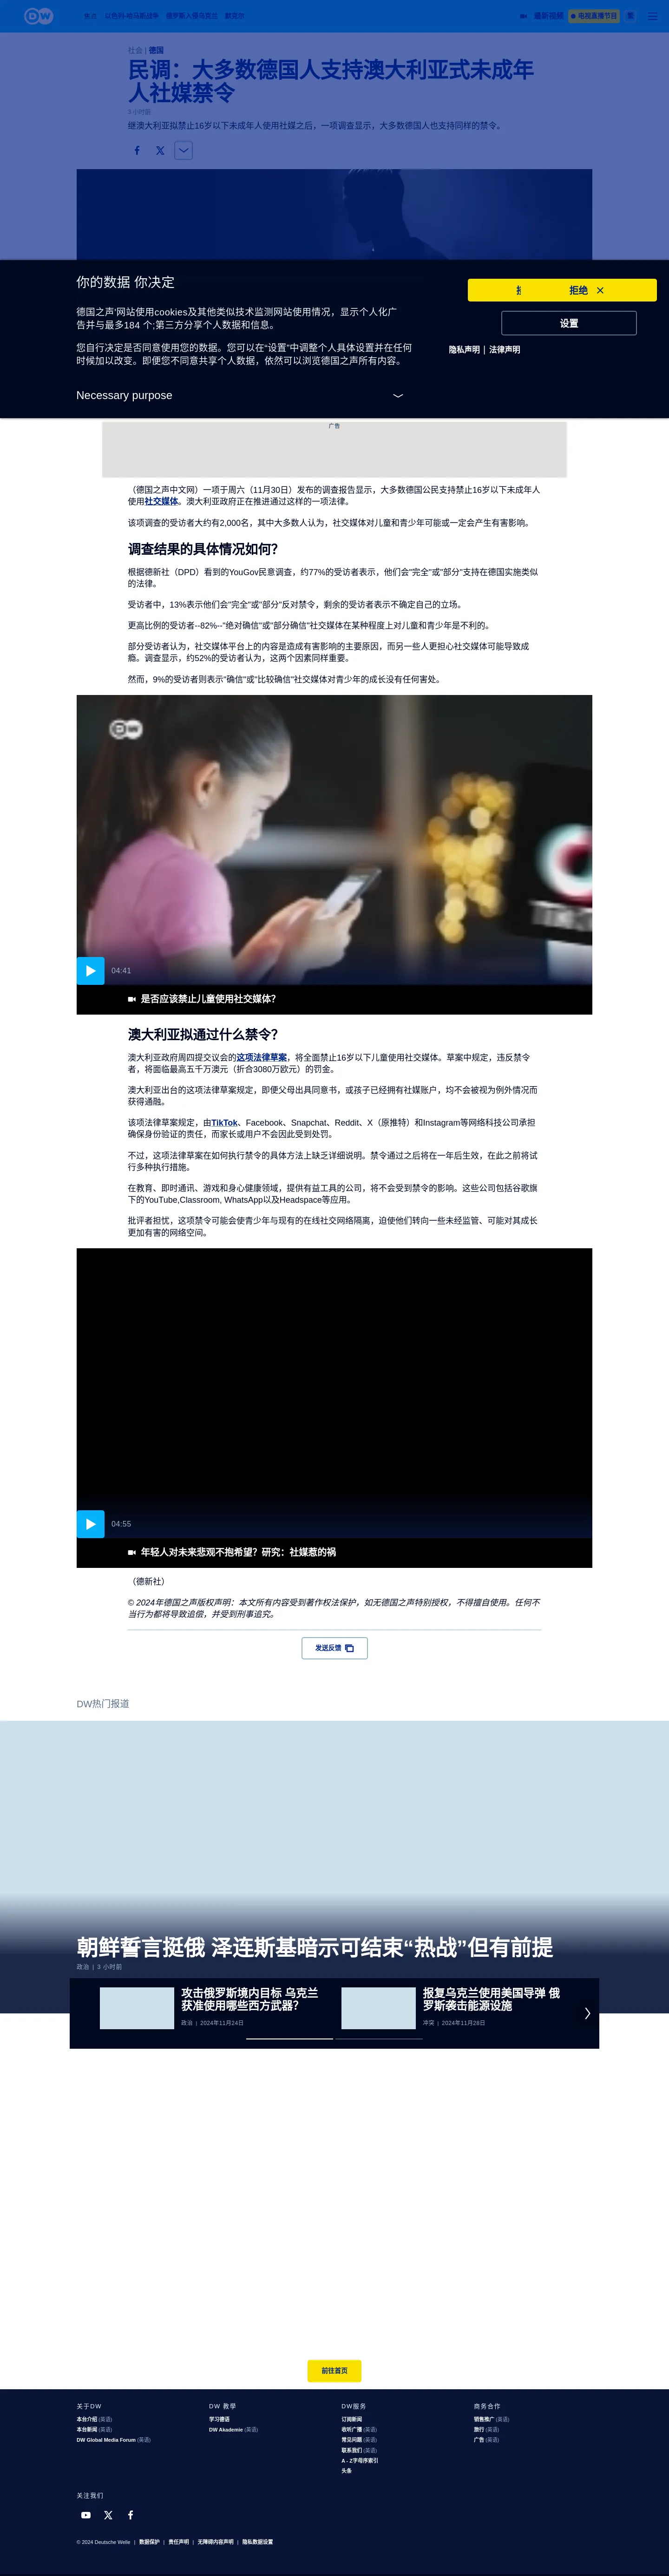 DW
首页 以色列-哈马斯战争 俄罗斯入侵乌克兰
最新视频 电视直播节目
社会 | 德国
民调：大多数德国人支持澳大利亚式未成年
人社媒禁令
3 小时前
继澳大利亚拟禁止16岁以下未成年人使用社媒之后，一项调查显示，大多数德国人也支持同样的禁令。
你的数据 你决定
拒绝
德国之声'网站使用cookies及其他类似技术监测网站使用情况，显示个人化广
告并与最多184 个;第三方分享个人数据和信息。
设置
您自行决定是否同意使用您的数据。您可以在“设置”中调整个人具体设置并在任何
时候加以改变。即便您不同意共享个人数据，依然可以浏览德国之声所有内容。
隐私声明 | 法律声明
Necessary purpose
广告
（德国之声中文网）一项于周六（11月30日）发布的调查报告显示，大多数德国公民支持禁止16岁以下未成年人
使用社交媒体。澳大利亚政府正在推进通过这样的一项法律。
该项调查的受访者大约有2,000名，其中大多数人认为，社交媒体对儿童和青少年可能或一定会产生有害影响。
调查结果的具体情况如何？
根据德新社（DPD）看到的YouGov民意调查，约77%的受访者表示，他们会"完全"或"部分"支持在德国实施类似
的法律。
受访者中，13%表示他们会"完全"或"部分"反对禁令，剩余的受访者表示不确定自己的立场。
更高比例的受访者--82%--"绝对确信"或"部分确信"社交媒体在某种程度上对儿童和青少年是不利的。
部分受访者认为，社交媒体平台上的内容是造成有害影响的主要原因，而另一些人更担心社交媒体可能导致成
瘾。调查显示，约52%的受访者认为，这两个因素同样重要。
然而，9%的受访者则表示"确信"或"比较确信"社交媒体对青少年的成长没有任何害处。
DW
04:41
是否应该禁止儿童使用社交媒体？
澳大利亚拟通过什么禁令？
澳大利亚政府周四提交议会的这项法律草案，将全面禁止16岁以下儿童使用社交媒体。草案中规定，违反禁令
者，将面临最高五千万澳元（折合3080万欧元）的罚金。
澳大利亚出台的这项法律草案规定，即便父母出具同意书，或孩子已经拥有社媒账户，均不会被视为例外情况而
获得通融。
该项法律草案规定，由TikTok、Facebook、Snapchat、Reddit、X（原推特）和Instagram等网络科技公司承担
确保身份验证的责任，而家长或用户不会因此受到处罚。
不过，这项法律草案在如何执行禁令的具体方法上缺乏详细说明。禁令通过之后将在一年后生效，在此之前将试
行多种执行措施。
在教育、即时通讯、游戏和身心健康领域，提供有益工具的公司，将不会受到禁令的影响。这些公司包括谷歌旗
下的YouTube,Classroom, WhatsApp以及Headspace等应用。
批评者担忧，这项禁令可能会使青少年与现有的在线社交网络隔离，迫使他们转向一些未经监管、可能对其成长
更加有害的网络空间。
04:55
年轻人对未来悲观不抱希望？研究：社媒惹的祸
（德新社）
© 2024年德国之声版权声明：本文所有内容受到著作权法保护，如无德国之声特别授权，不得擅自使用。任何不
当行为都将导致追偿，并受到刑事追究。
发送反馈
DW热门报道
朝鲜誓言挺俄 泽连斯基暗示可结束“热战”但有前提
政治 | 3 小时前
攻击俄罗斯境内目标 乌克兰
获准使用哪些西方武器？
政治 | 2024年11月24日
报复乌克兰使用美国导弹 俄
罗斯袭击能源设施
冲突 | 2024年11月28日
前往首页
关于DW
本台介绍 (英语)
本台新闻 (英语)
DW Global Media Forum (英语)
DW 教學
学习德语
DW Akademie (英语)
DW服务
订阅新闻
收听广播 (英语)
常见问题 (英语)
联系我们 (英语)
A - Z字母序索引
头条
商务合作
销售推广 (英语)
旅行 (英语)
广告 (英语)
关注我们
© 2024 Deutsche Welle | 数据保护 | 责任声明 | 无障碍内容声明 | 隐私数据设置